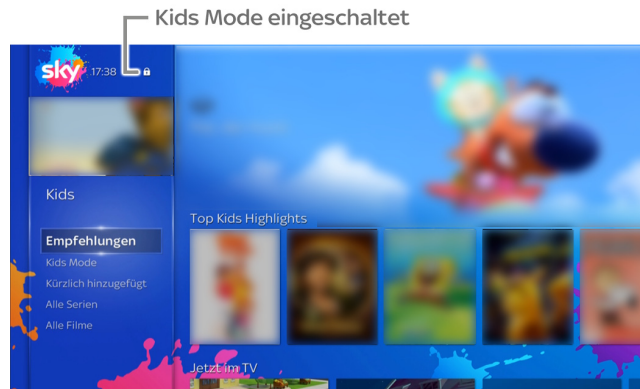 Kids Mode eingeschaltet
sky 17:38
Kids
Top Kids Highlights
Empfehlungen
Kids Mode
Kürzlich hinzugefügt
Alle Serien
Alle Filme
Jetzt im TV